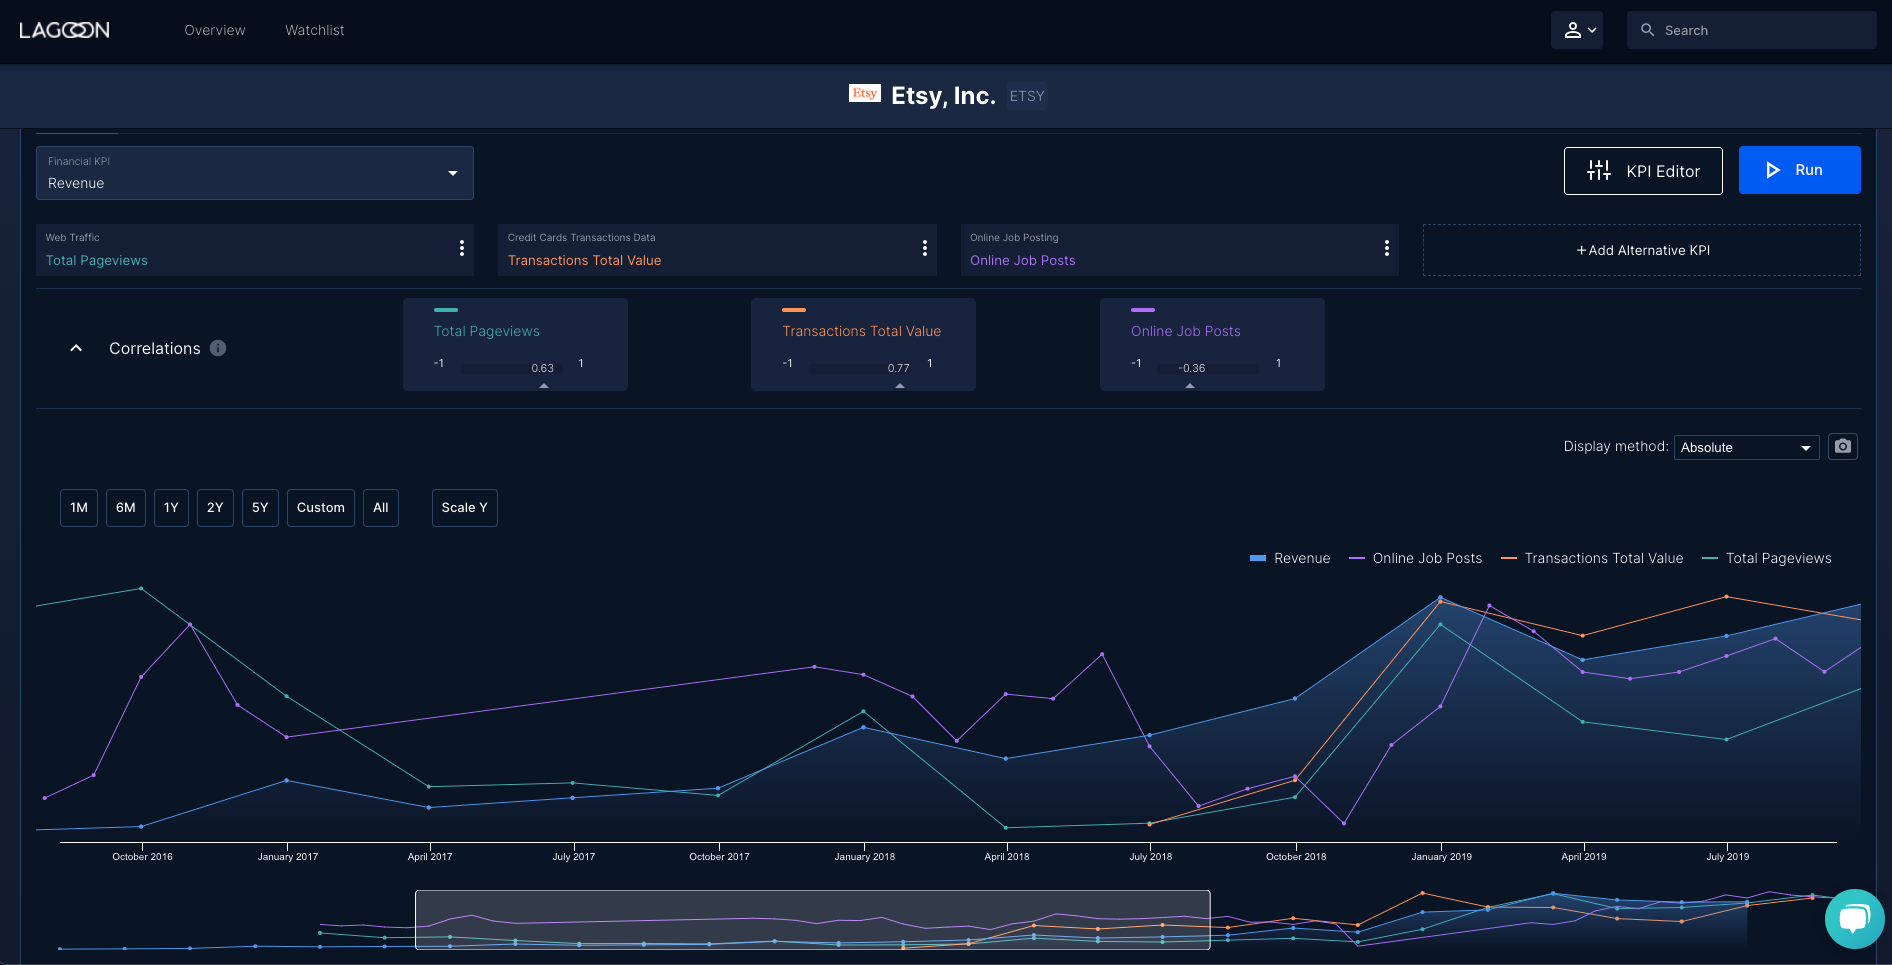 LAGOON
Overview
Watchlist
Search
Etsy
Etsy, Inc.
ETSY
Financial KPI
Revenue
KPI Editor
Run
Web Traffic
Total Pageviews
Credit Cards Transactions Data
Transactions Total Value
Online Job Posting
Online Job Posts
+Add Alternative KPI
Correlations
Total Pageviews
-1
0.63
1
Transactions Total Value
-1
0.77
1
Online Job Posts
-1
-0.36
1
Display method:
Absolute
1M
6M
1Y
2Y
5Y
Custom
All
Scale Y
Revenue
Online Job Posts
Transactions Total Value
Total Pageviews
October 2016
January 2017
April 2017
July 2017
October 2017
January 2018
April 2018
July 2018
October 2018
January 2019
April 2019
July 2019